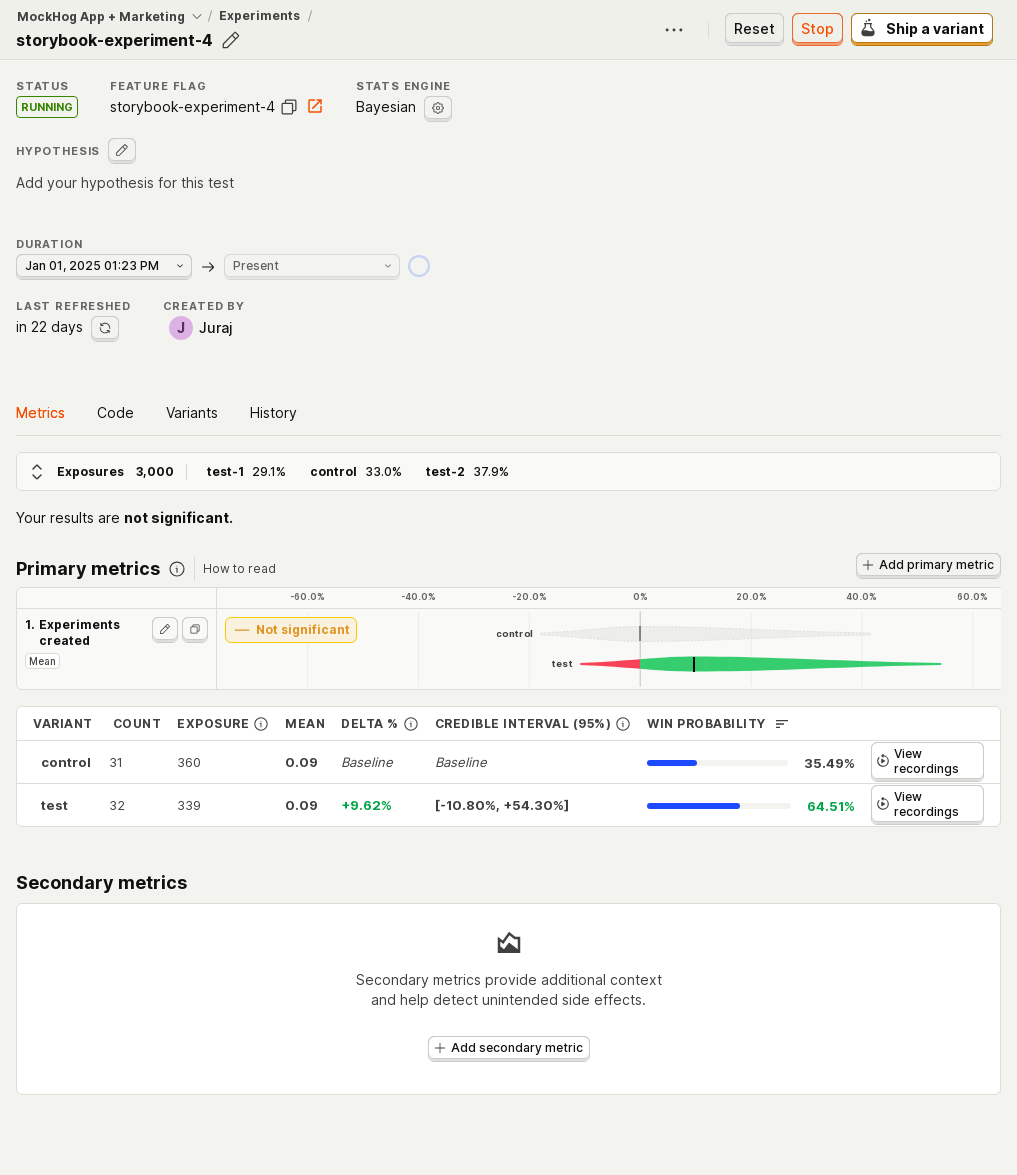 MockHog App + Marketing / Experiments /
storybook-experiment-4
Reset Stop Ship a variant
STATUS FEATURE FLAG STATS ENGINE
RUNNING storybook-experiment-4 Bayesian
HYPOTHESIS
Add your hypothesis for this test
DURATION
Jan 01, 2025 01:23 PM → Present
LAST REFRESHED CREATED BY
in 22 days J Juraj
Metrics Code Variants History
Exposures 3,000 test-1 29.1% control 33.0% test-2 37.9%
Your results are not significant.
Primary metrics How to read Add primary metric
-60.0% -40.0% -20.0% 0% 20.0% 40.0% 60.0%
1. Experiments
created
Mean
— Not significant
control
test
VARIANT COUNT EXPOSURE MEAN DELTA % CREDIBLE INTERVAL (95%) WIN PROBABILITY
control 31 360 0.09 Baseline Baseline 35.49% View
recordings
test 32 339 0.09 +9.62% [-10.80%, +54.30%] 64.51% View
recordings
Secondary metrics
Secondary metrics provide additional context
and help detect unintended side effects.
Add secondary metric